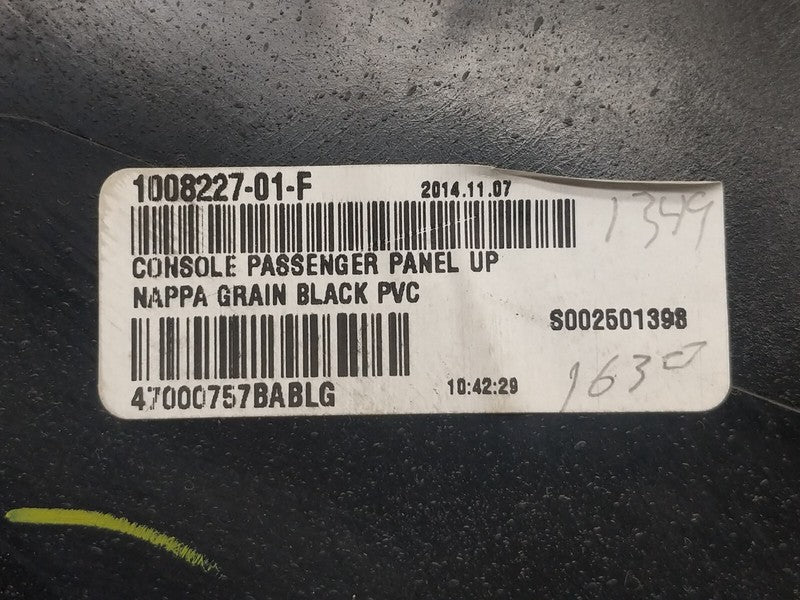 1008227-01-F 2014.11.07
1349
CONSOLE PASSENGER PANEL UP
NAPPA GRAIN BLACK PVC
S002501398
47000757BABLG 10:42:29
1630